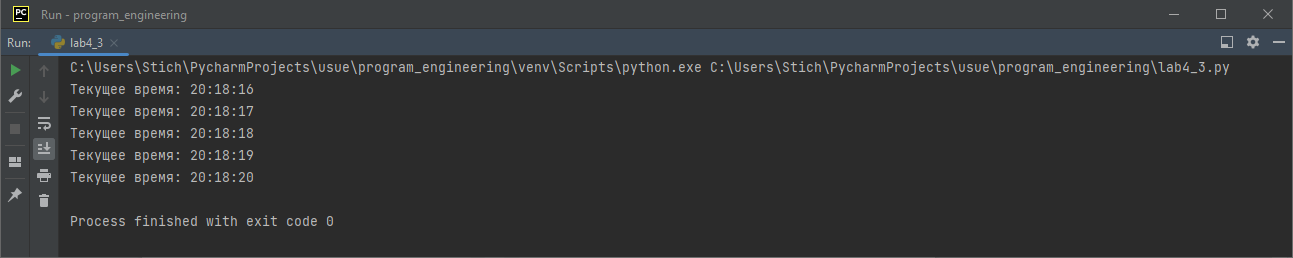 PC Run - program_engineering
Run: lab4_3
C:\Users\Stich\PycharmProjects\usue\program_engineering\venv\Scripts\python.exe C:\Users\Stich\PycharmProjects\usue\program_engineering\lab4_3.py
Текущее время: 20:18:16
Текущее время: 20:18:17
Текущее время: 20:18:18
Текущее время: 20:18:19
Текущее время: 20:18:20
Process finished with exit code 0